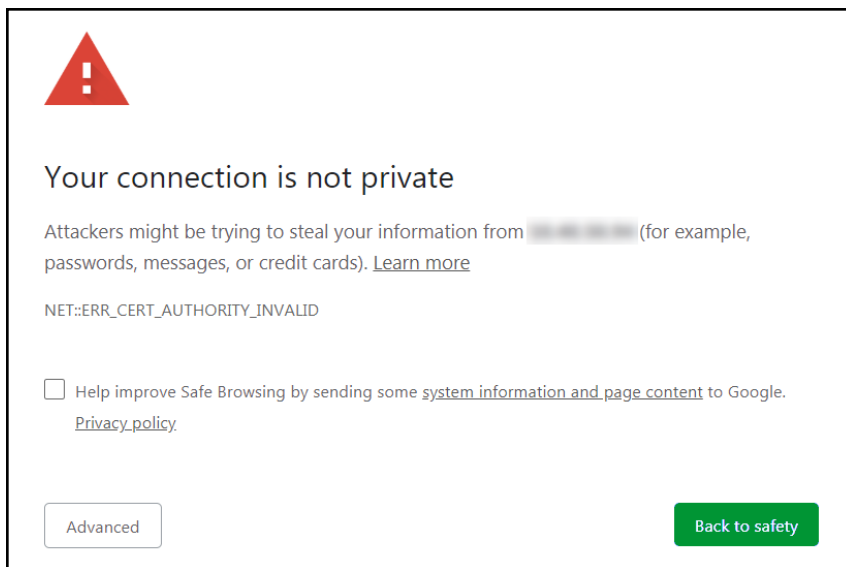 Your connection is not private
Attackers might be trying to steal your information from (for example,
passwords, messages, or credit cards). Learn more
NET::ERR_CERT_AUTHORITY_INVALID
Help improve Safe Browsing by sending some system information and page content to Google.
Privacy policy
Advanced
Back to safety